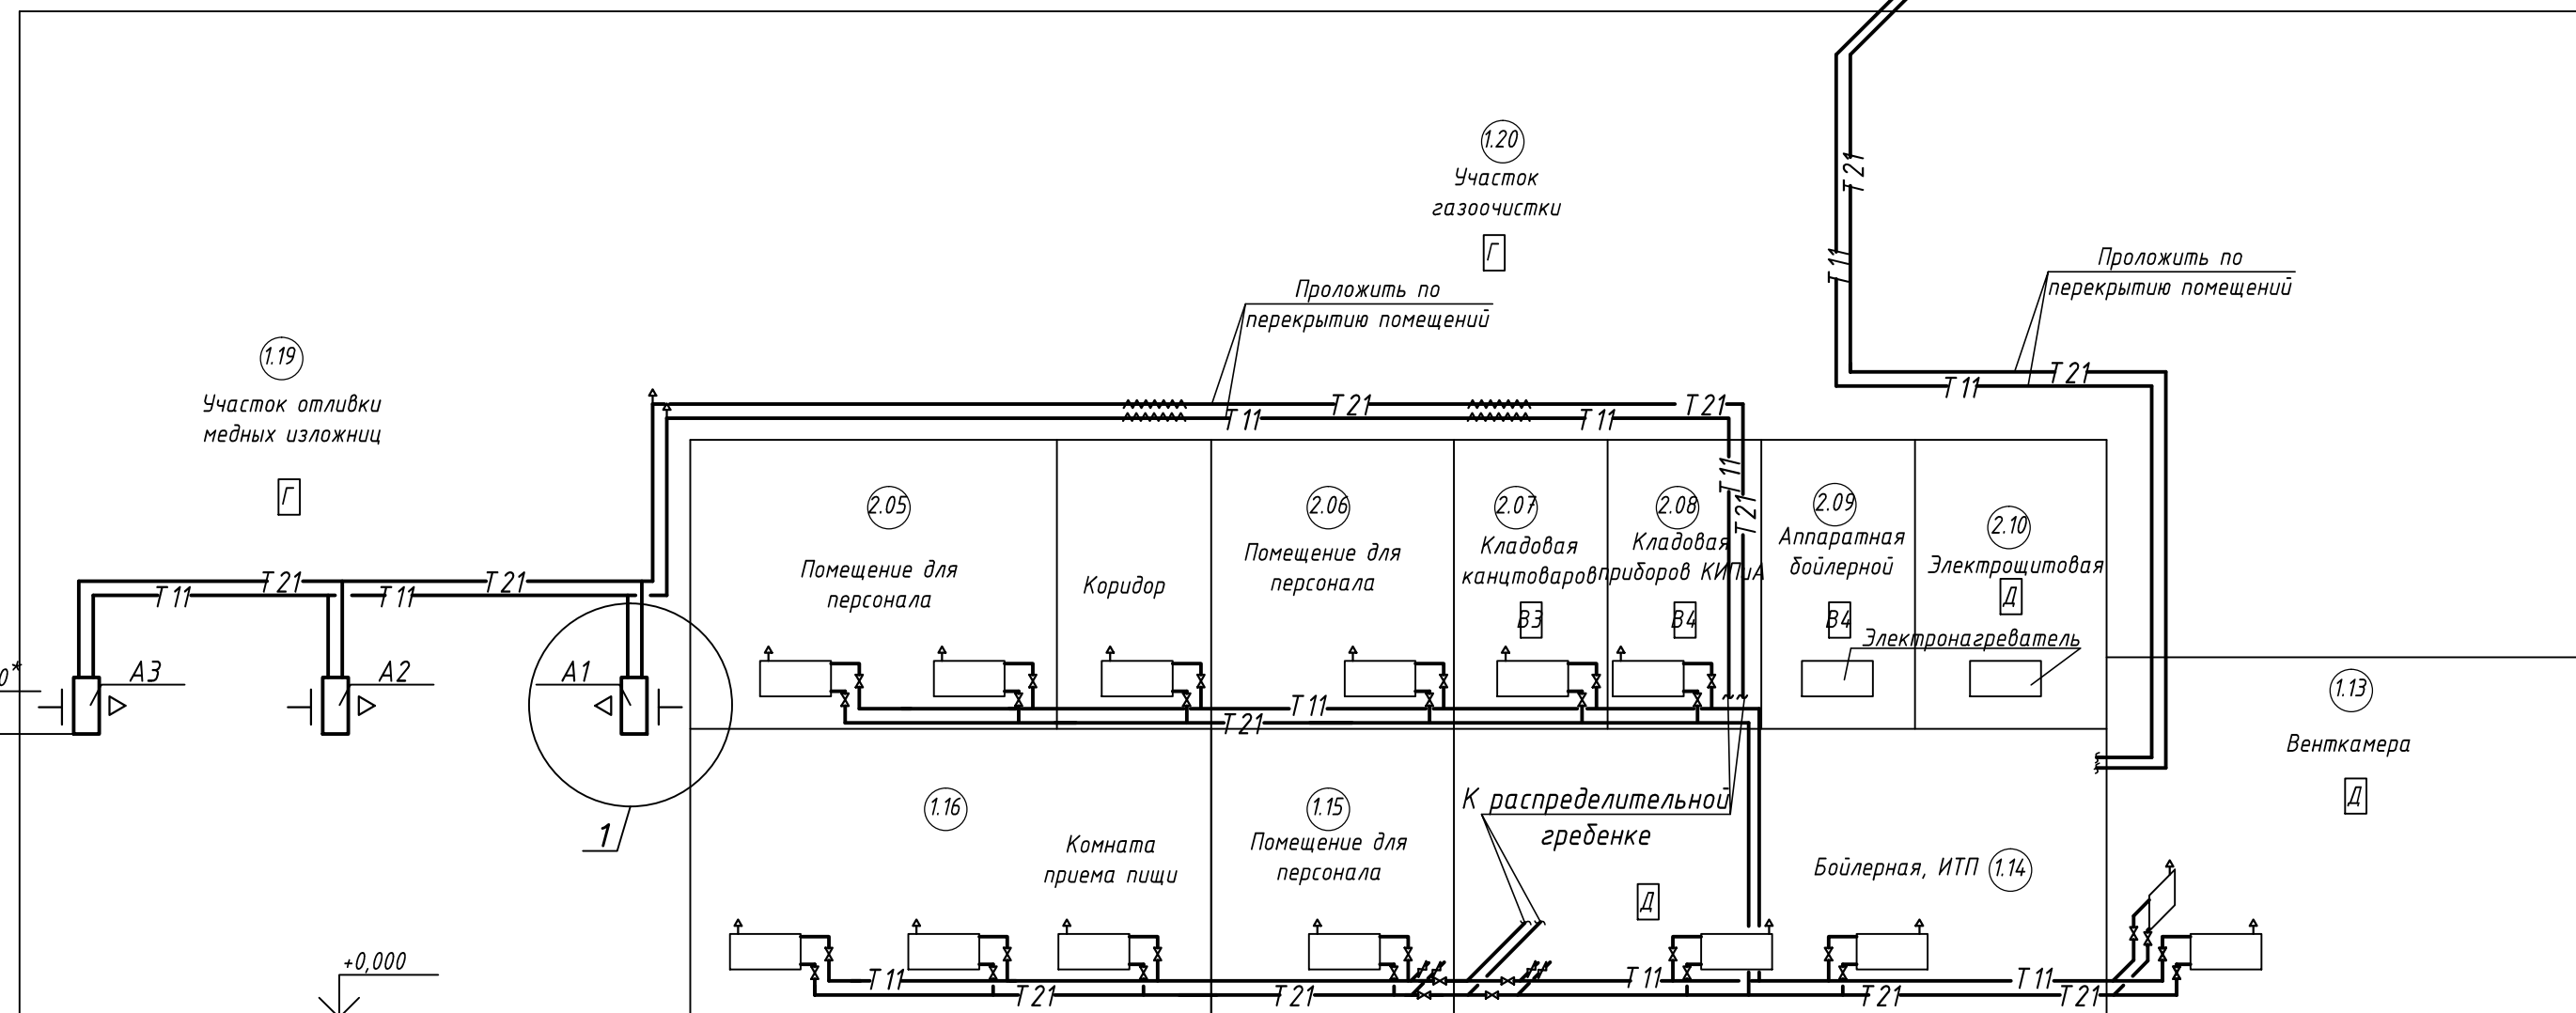 1.20
Участок
газоочистки
Г
Т21
Т11
Проложить по
перекрытию помещений
Проложить по
перекрытию помещений
1.19
Участок отливки
медных изложниц
Г
Т21
Т11
Т21
Т21
Т11
Т11
Т21
Т11
Т11
Т21
2.05
Помещение для
персонала
Коридор
2.06
Помещение для
персонала
2.07
Кладовая
канцтоваров
В3
2.08
Кладовая
приборов КИПиА
В4
2.09
Аппаратная
бойлерной
В4
2.10
Электрощитовая
Д
Электронагреватель
Т21
Т21
Т11
Т11
0*
А3
А2
А1
1
Т11
Т21
1.13
Венткамера
Д
К распределительной
гребенке
1.16
Комната
приема пищи
1.15
Помещение для
персонала
Д
Бойлерная, ИТП
1.14
+0,000
Т11
Т11
Т11
Т21
Т21
Т21
Т21